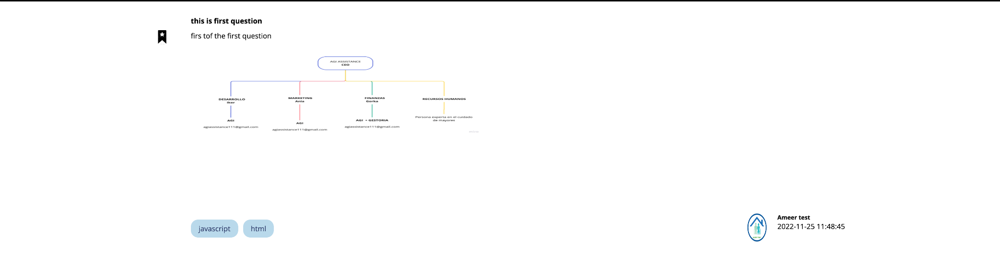 this is first question
firs tof the first question
AGI ASSISTANCE
CEO
DESARROLLO
Iker
MARKETING
Ania
FINANZAS
Gorka
RECURSOS HUMANOS
AGI
agiassistance111@gmail.com
AGI
agiassistance111@gmail.com
AGI + GESTORIA
agiassistance111@gmail.com
Persona experta en el cuidado
de mayores
javascript
html
Ameer test
2022-11-25 11:48:45